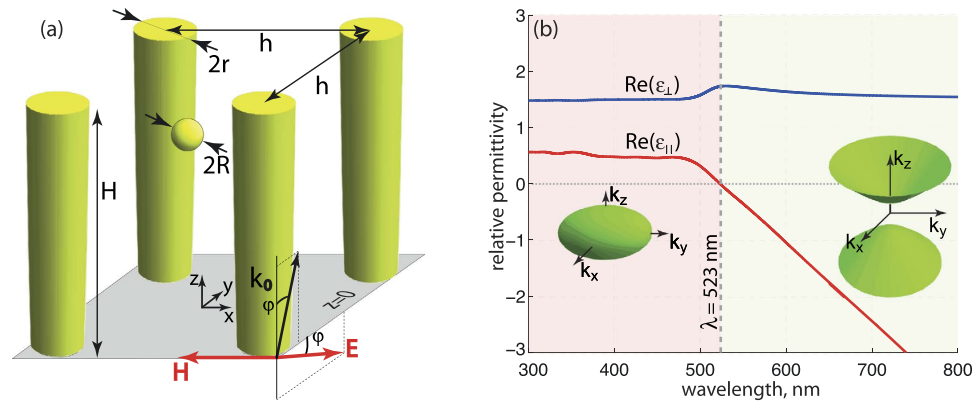 (a)
h
2r
h
2R
H
k₀
φ
z
y
x
z=0
φ
H
E
(b)
3
2
1
0
−1
−2
−3
relative permittivity
Re(ε⊥)
Re(ε||)
kz
ky
kx
kz
kx
ky
λ = 523 nm
300
400
500
600
700
800
wavelength, nm